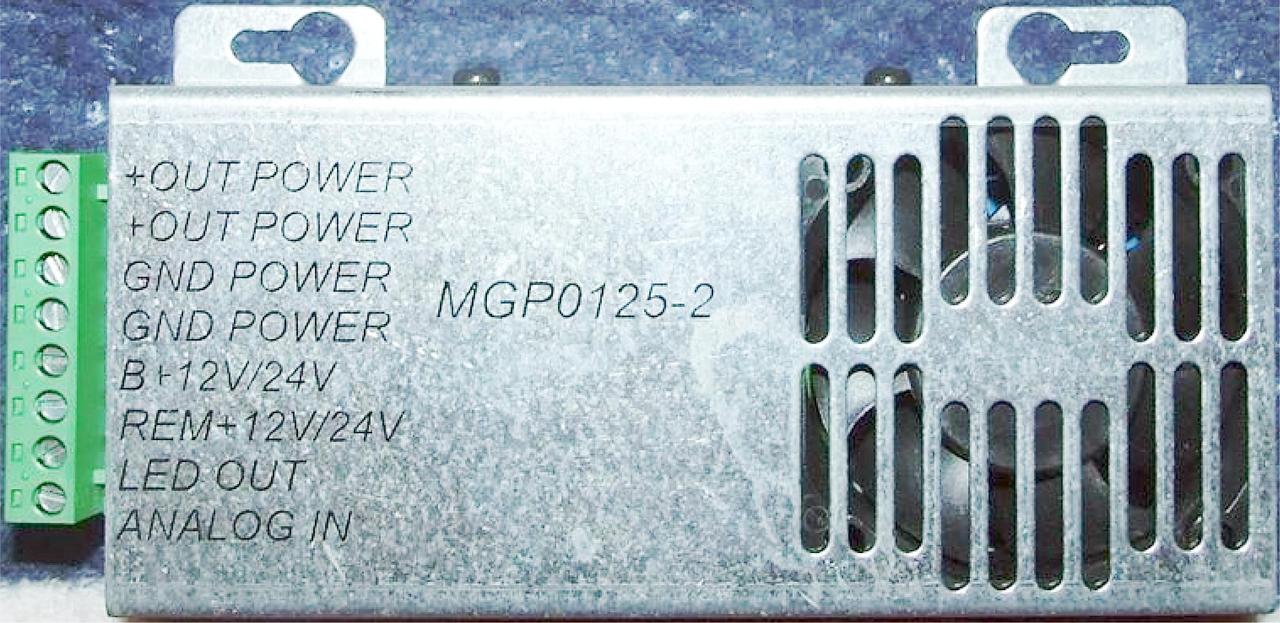 +OUT POWER
+OUT POWER
GND POWER
GND POWER
B+12V/24V
REM+12V/24V
LED OUT
ANALOG IN
MGP0125-2